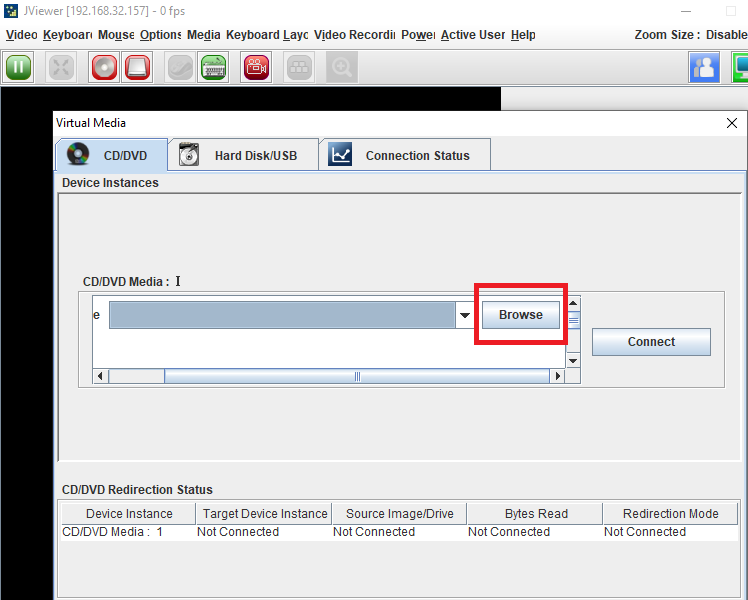 JViewer [192.168.32.157] - 0 fps
Video Keyboar Mouse Options Media Keyboard Layo Video Recordin Power Active User Help Zoom Size : Disable
Virtual Media
CD/DVD Hard Disk/USB Connection Status
Device Instances
CD/DVD Media : I
e Browse
Connect
CD/DVD Redirection Status
Device Instance Target Device Instance Source Image/Drive Bytes Read Redirection Mode
CD/DVD Media : 1 Not Connected Not Connected Not Connected Not Connected